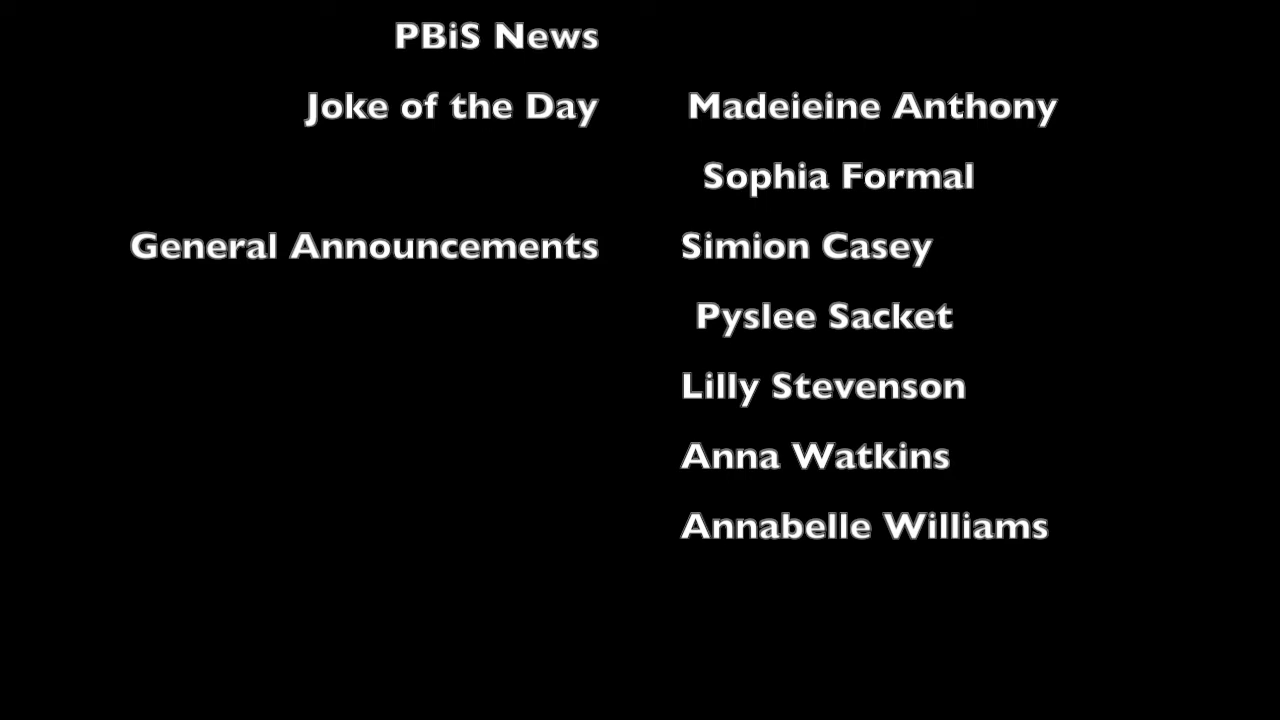 PBiS News
Joke of the Day Madeieine Anthony
Sophia Formal
General Announcements Simion Casey
Pyslee Sacket
Lilly Stevenson
Anna Watkins
Annabelle Williams